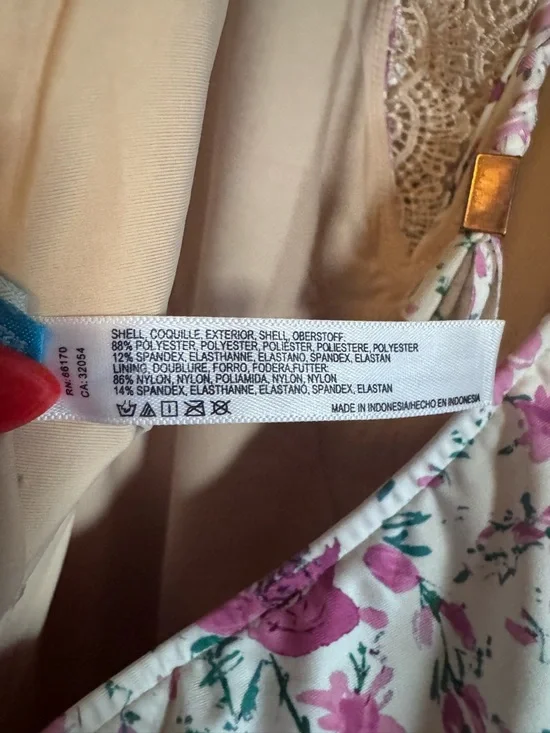 SHELL, COQUILLE, EXTERIOR, SHELL, OBERSTOFF:
88% POLYESTER, POLYESTER, POLIÉSTER, POLIESTERE, POLYESTER
12% SPANDEX, ELASTHANNE, ELASTANO, SPANDEX, ELASTAN
LINING, DOUBLURE, FORRO, FODERA,FUTTER:
86% NYLON, NYLON, POLIAMIDA, NYLON, NYLON
14% SPANDEX, ELASTHANNE, ELASTANO, SPANDEX, ELASTAN
MADE IN INDONESIA/HECHO EN INDONESIA
RN: 66170
CA: 32054